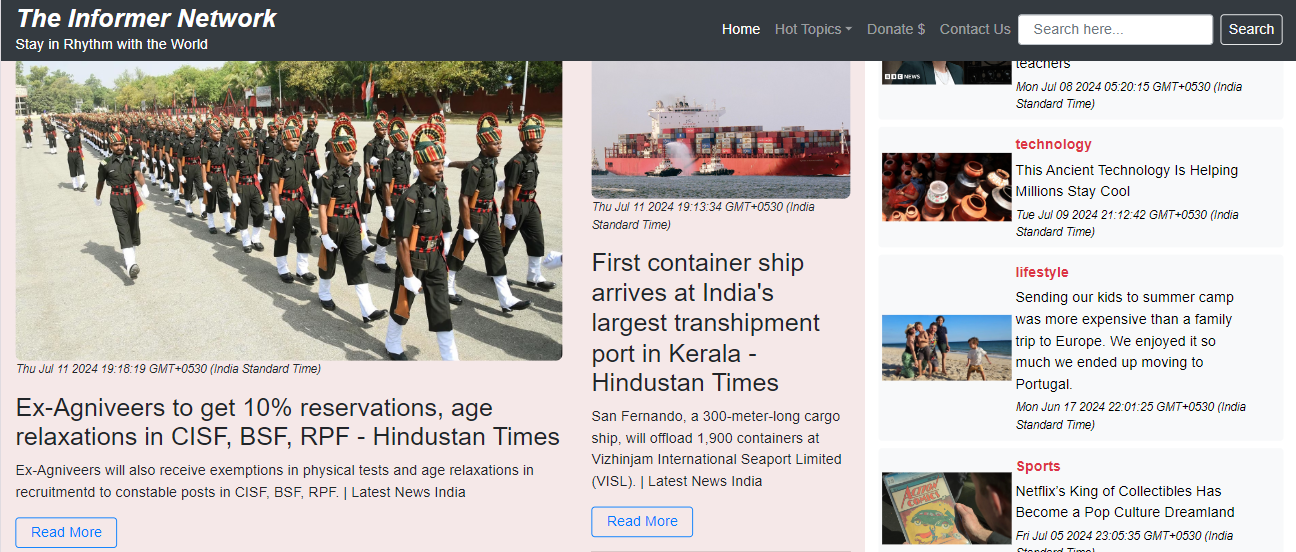 The Informer Network
Stay in Rhythm with the World
Home
Hot Topics
Donate $
Contact Us
Search here...
Search
Thu Jul 11 2024 19:18:19 GMT+0530 (India Standard Time)
Ex-Agniveers to get 10% reservations, age
relaxations in CISF, BSF, RPF - Hindustan Times
Ex-Agniveers will also receive exemptions in physical tests and age relaxations in
recruitmentd to constable posts in CISF, BSF, RPF. | Latest News India
Read More
Thu Jul 11 2024 19:13:34 GMT+0530 (India
Standard Time)
First container ship
arrives at India's
largest transhipment
port in Kerala -
Hindustan Times
San Fernando, a 300-meter-long cargo
ship, will offload 1,900 containers at
Vizhinjam International Seaport Limited
(VISL). | Latest News India
Read More
BBC NEWS
teachers
Mon Jul 08 2024 05:20:15 GMT+0530 (India
Standard Time)
technology
This Ancient Technology Is Helping
Millions Stay Cool
Tue Jul 09 2024 21:12:42 GMT+0530 (India
Standard Time)
lifestyle
Sending our kids to summer camp
was more expensive than a family
trip to Europe. We enjoyed it so
much we ended up moving to
Portugal.
Mon Jun 17 2024 22:01:25 GMT+0530 (India
Standard Time)
Sports
ACTION COMICS
Netflix’s King of Collectibles Has
Become a Pop Culture Dreamland
Fri Jul 05 2024 23:05:35 GMT+0530 (India
Standard Time)